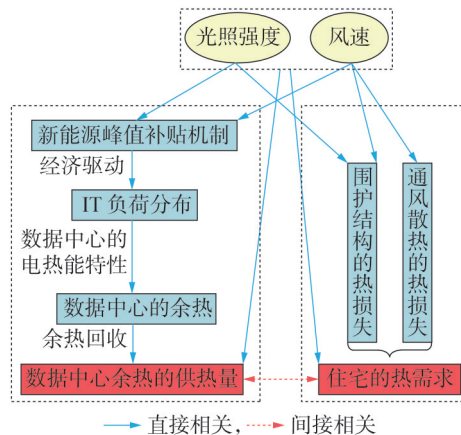 光照强度
风速
新能源峰值补贴机制
经济驱动
IT 负荷分布
数据中心的
电热能特性
数据中心的余热
余热回收
数据中心余热的供热量
围护结构的热损失
通风散热的热损失
住宅的热需求
直接相关,
间接相关